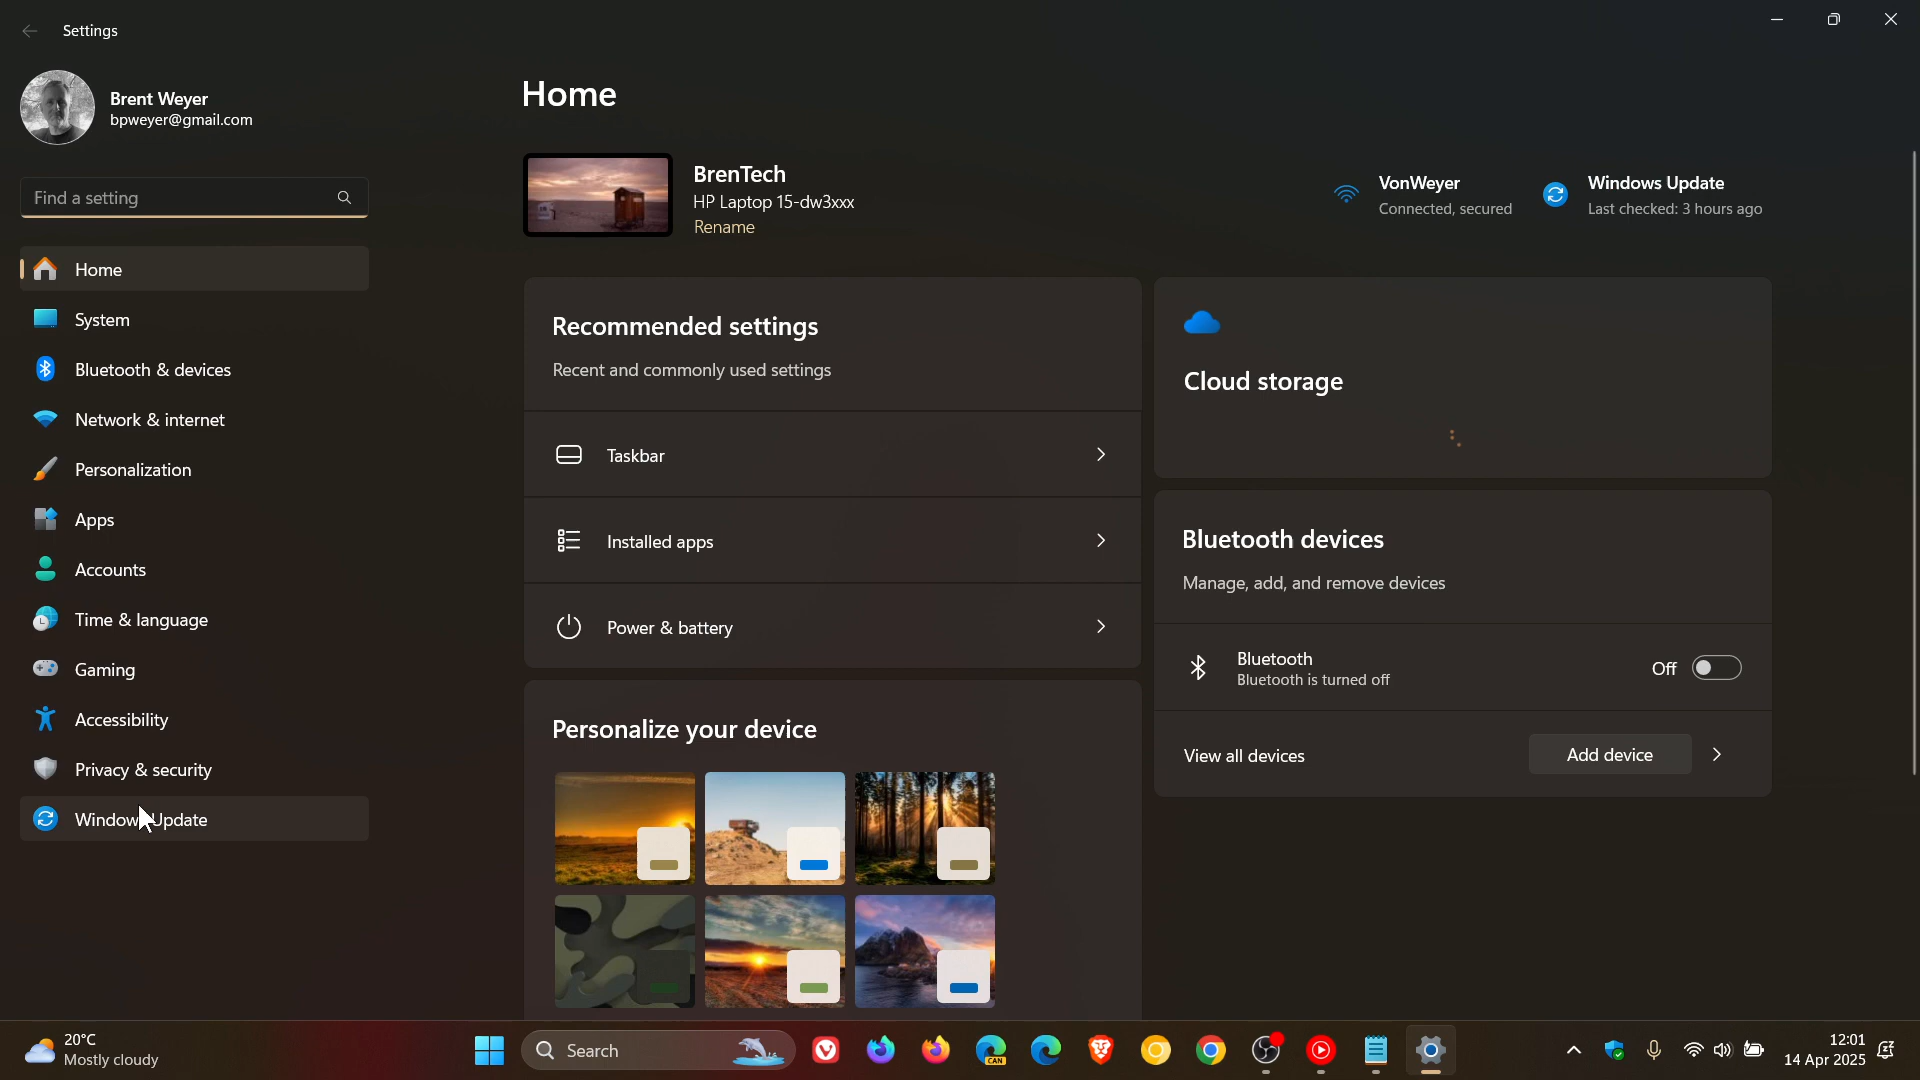 Settings
Brent Weyer
bpweyer@gmail.com
Find a setting
Home
System
Bluetooth & devices
Network & internet
Personalization
Apps
Accounts
Time & language
Gaming
Accessibility
Privacy & security
Windows Update
Home
BrenTech
HP Laptop 15-dw3xxx
Rename
VonWeyer
Connected, secured
Windows Update
Last checked: 3 hours ago
Recommended settings
Recent and commonly used settings
Taskbar
Installed apps
Power & battery
Personalize your device
Cloud storage
Bluetooth devices
Manage, add, and remove devices
Bluetooth
Bluetooth is turned off
Off
View all devices
Add device
20°C
Mostly cloudy
Search
CAN
12:01
14 Apr 2025